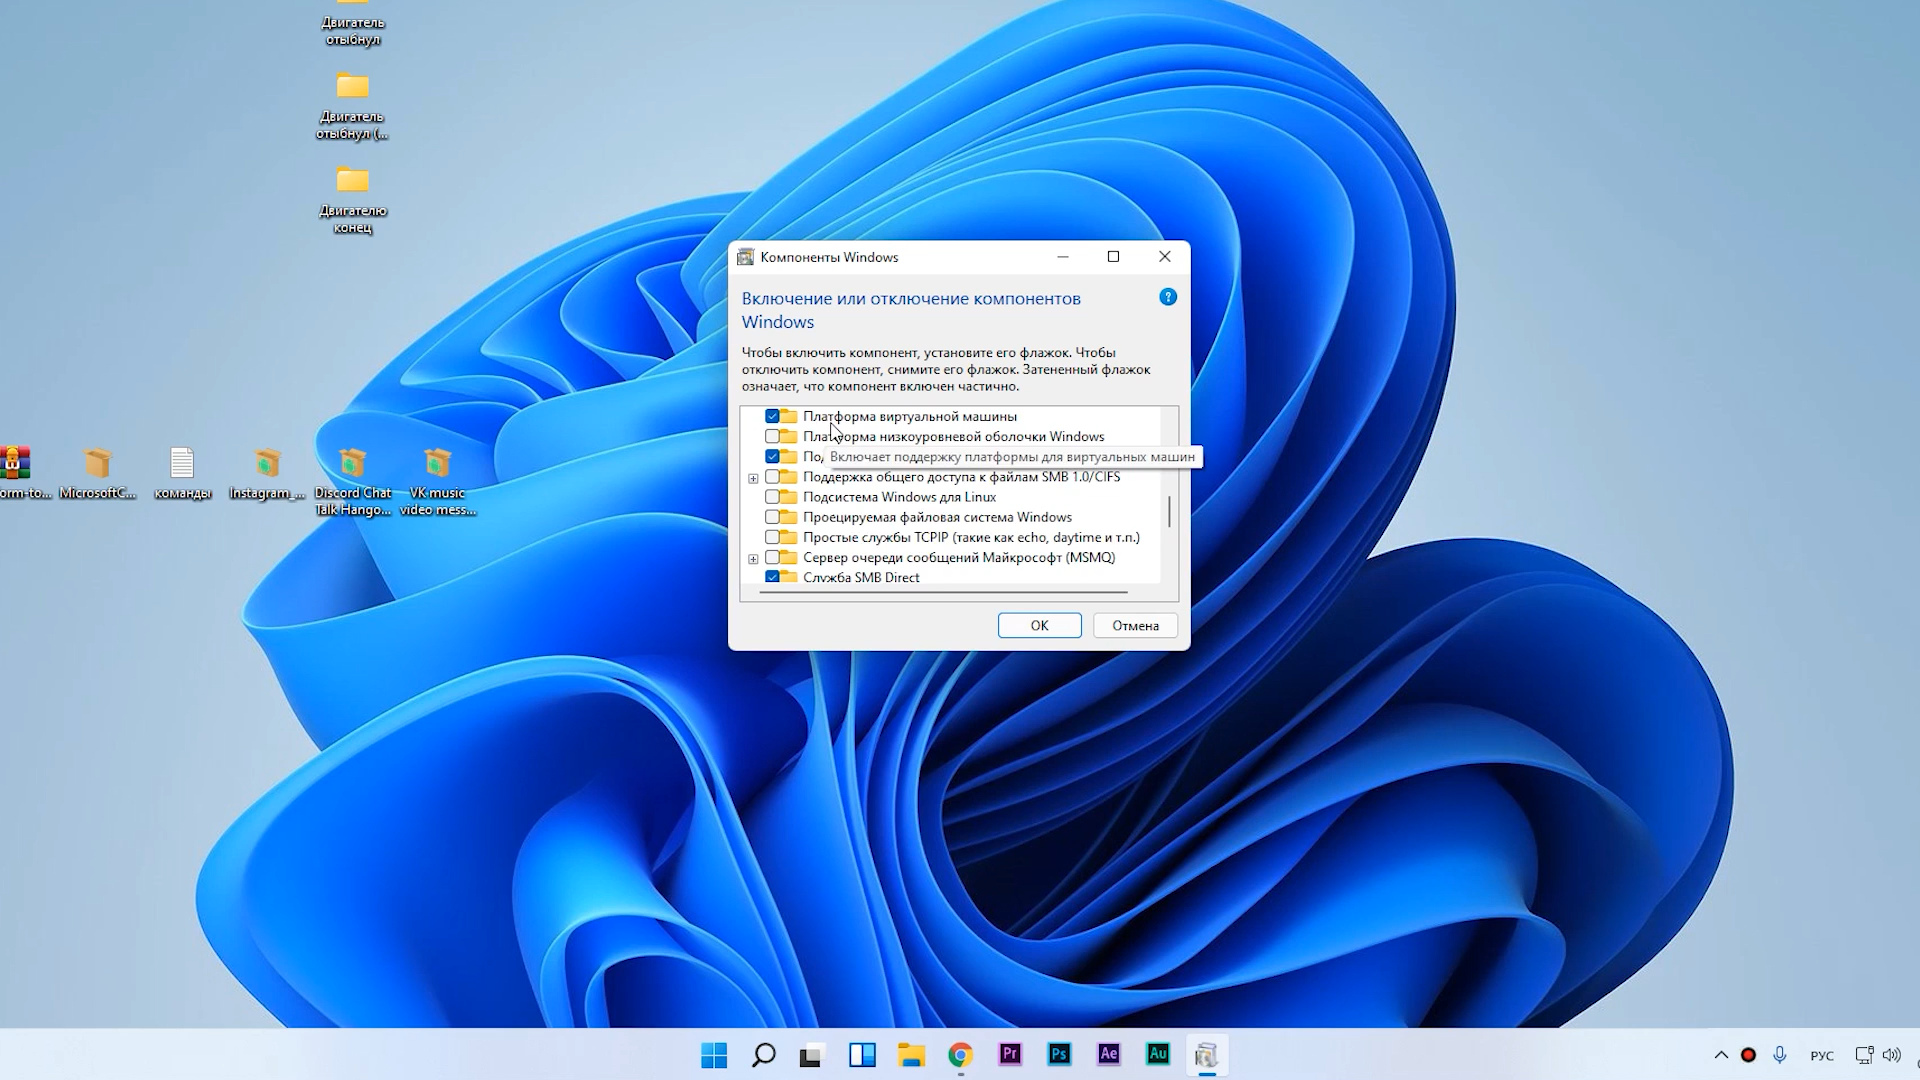 Двигатель
отыбнул
Двигатель
отыбнул (...
Двигателю
конец
orm-to...
MicrosoftC...
команды
Instagram_...
Discord Chat
Talk Hango...
VK music
video mess...
Компоненты Windows
Включение или отключение компонентов
Windows
?
Чтобы включить компонент, установите его флажок. Чтобы
отключить компонент, снимите его флажок. Затененный флажок
означает, что компонент включен частично.
Платформа виртуальной машины
Платформа низкоуровневой оболочки Windows
Под
Включает поддержку платформы для виртуальных машин
Поддержка общего доступа к файлам SMB 1.0/CIFS
Подсистема Windows для Linux
Проецируемая файловая система Windows
Простые службы TCPIP (такие как echo, daytime и т.п.)
Сервер очереди сообщений Майкрософт (MSMQ)
Служба SMB Direct
ОК
Отмена
Pr
Ps
Ae
Au
РУС